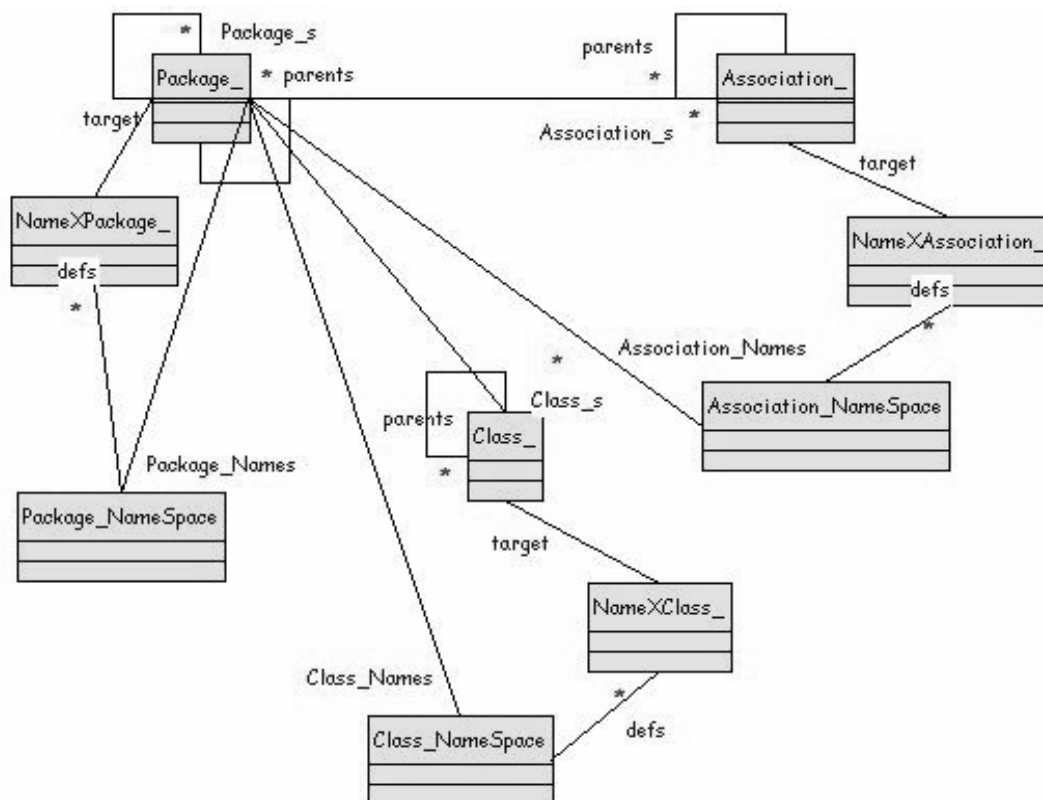 * Package_s
Package_
* parents
parents
*
Association_
target
Association_s
*
target
NameXPackage_
defs
*
NameXAssociation_
defs
*
Association_Names
*
Class_s
parents
Class_
*
Association_NameSpace
Package_Names
Package_NameSpace
target
NameXClass_
Class_Names
*
defs
Class_NameSpace